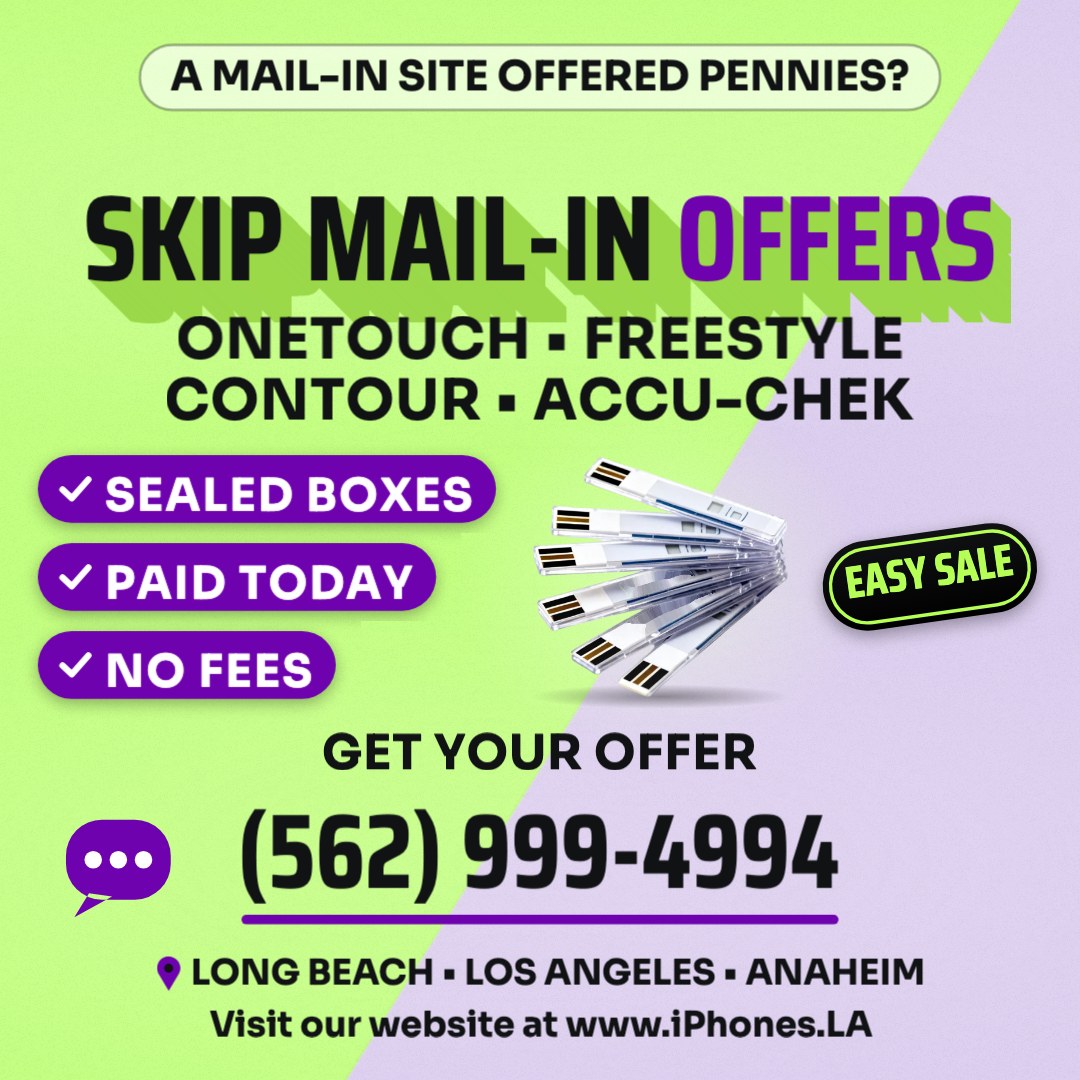 A MAIL-IN SITE OFFERED PENNIES?
SKIP MAIL-IN OFFERS
ONETOUCH ▪ FREESTYLE
CONTOUR ▪ ACCU-CHEK
✓ SEALED BOXES
✓ PAID TODAY
✓ NO FEES
EASY SALE
GET YOUR OFFER
(562) 999-4994
LONG BEACH ▪ LOS ANGELES ▪ ANAHEIM
Visit our website at www.iPhones.LA